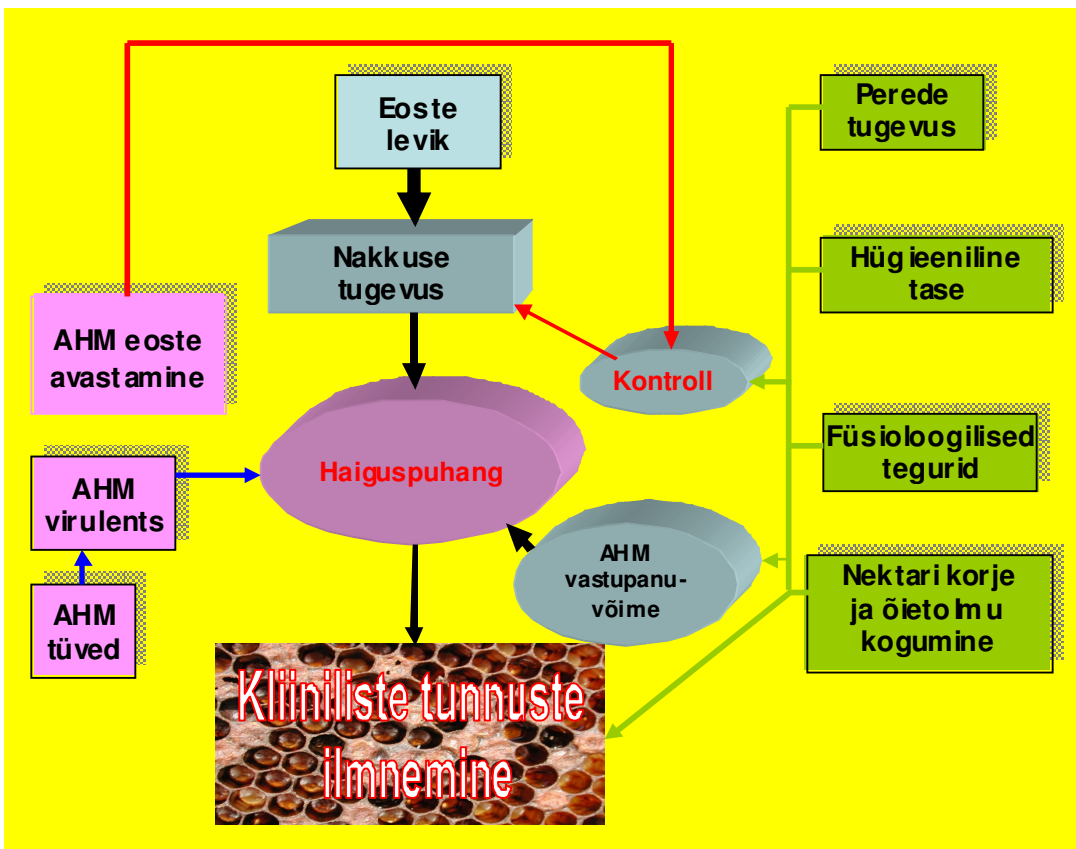 Eoste
levik
Perede
tugevus
Nakkuse
tugevus
Hügieeniline
tase
AHM eoste
avastamine
Kontroll
Füsioloogilised
tegurid
Haiguspuhang
AHM
virulents
AHM
vastupanu-
võime
Nektari korje
ja õietolmu
kogumine
AHM
tüved
Kliiniliste tunnuste
ilmnemine